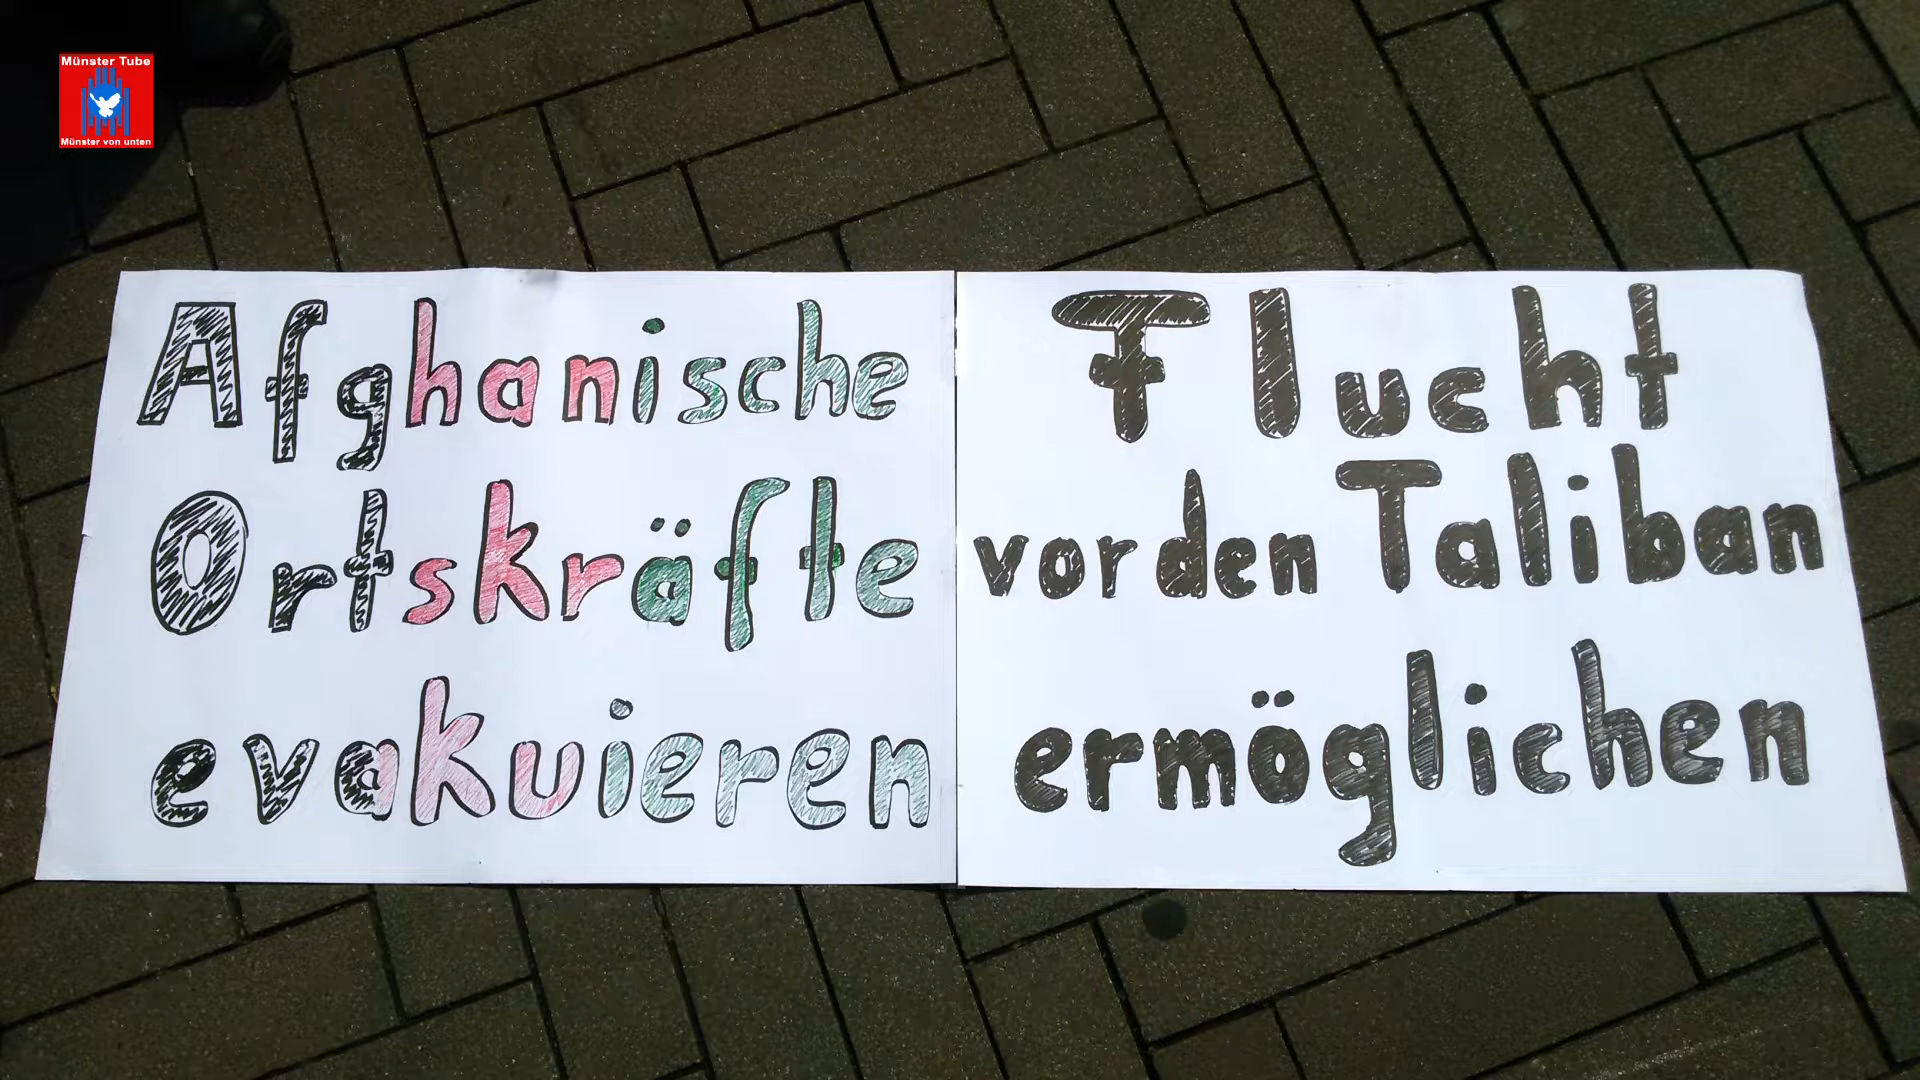 Münster Tube
Münster von unten
Afghanische
Ortskräfte
evakuieren
Flucht
vor den Taliban
ermöglichen